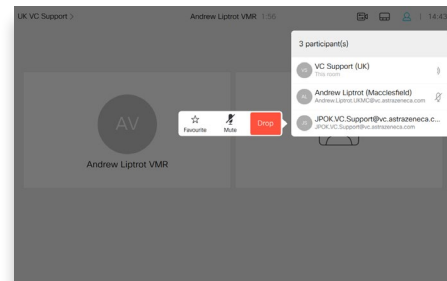 UK VC Support >
Andrew Liptrot VMR 1:56
14:43
3 participant(s)
VS
VC Support (UK)
This room
AL
Andrew Liptrot (Macclesfield)
Andrew.Liptrot.UKMC@vc.astrazeneca.com
JS
JPOK.VC.Support@vc.astrazeneca.c...
JPOK.VC.Support@vc.astrazeneca.com
Favourite
Mute
Drop
AV
Andrew Liptrot VMR